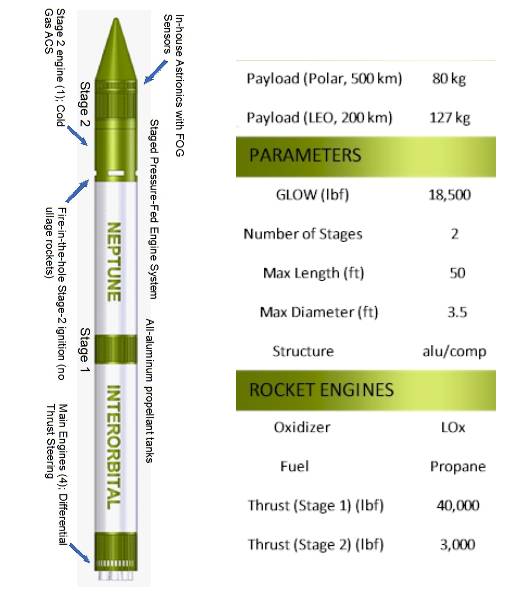 In-house Astrionics with FOG
Sensors
Stage 2 engine (1); Cold
Gas ACS
Stage 2
Staged Pressure-Fed Engine System
Fire-in-the-hole Stage-2 ignition (no
ullage rockets)
NEPTUNE
Stage 1
All-aluminum propellant tanks
INTERORBITAL
Main Engines (4); Differential
Thrust Steering
Payload (Polar, 500 km) 80 kg
Payload (LEO, 200 km) 127 kg
PARAMETERS
GLOW (lbf) 18,500
Number of Stages 2
Max Length (ft) 50
Max Diameter (ft) 3.5
Structure alu/comp
ROCKET ENGINES
Oxidizer LOx
Fuel Propane
Thrust (Stage 1) (lbf) 40,000
Thrust (Stage 2) (lbf) 3,000